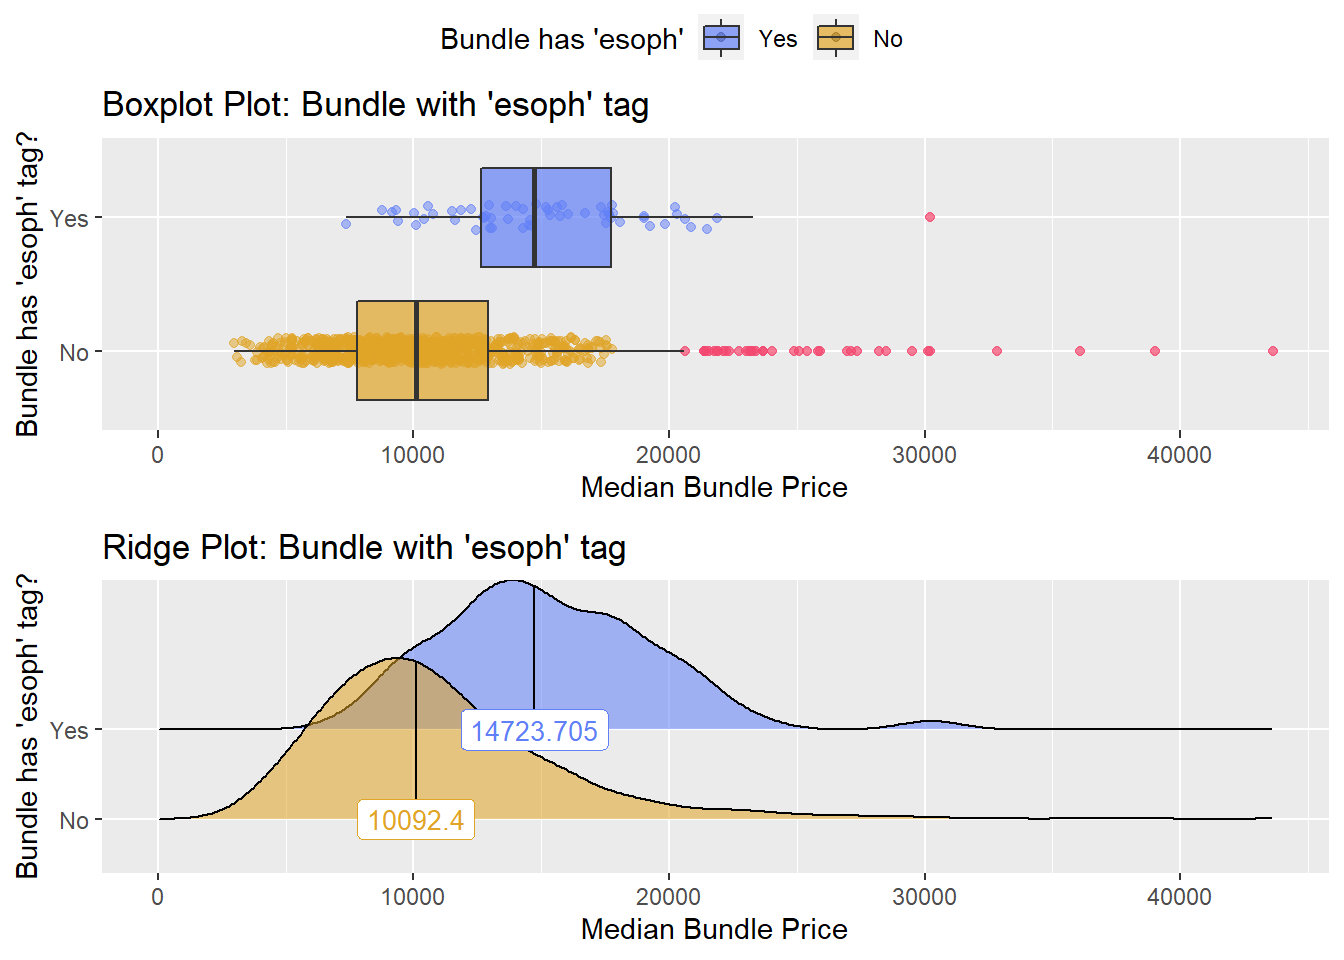 Bundle has 'esoph' Yes No
Boxplot Plot: Bundle with 'esoph' tag
Bundle has 'esoph' tag?
Yes
No
0 10000 20000 30000 40000
Median Bundle Price
Ridge Plot: Bundle with 'esoph' tag
Bundle has 'esoph' tag?
Yes
No
14723.705
10092.4
0 10000 20000 30000 40000
Median Bundle Price